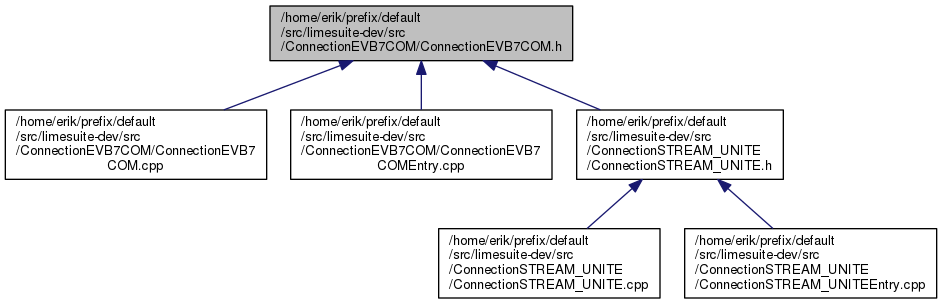 /home/erik/prefix/default
/src/limesuite-dev/src
/ConnectionEVB7COM/ConnectionEVB7COM.h
/home/erik/prefix/default
/src/limesuite-dev/src
/ConnectionEVB7COM/ConnectionEVB7
COM.cpp
/home/erik/prefix/default
/src/limesuite-dev/src
/ConnectionEVB7COM/ConnectionEVB7
COMEntry.cpp
/home/erik/prefix/default
/src/limesuite-dev/src
/ConnectionSTREAM_UNITE
/ConnectionSTREAM_UNITE.h
/home/erik/prefix/default
/src/limesuite-dev/src
/ConnectionSTREAM_UNITE
/ConnectionSTREAM_UNITE.cpp
/home/erik/prefix/default
/src/limesuite-dev/src
/ConnectionSTREAM_UNITE
/ConnectionSTREAM_UNITEEntry.cpp